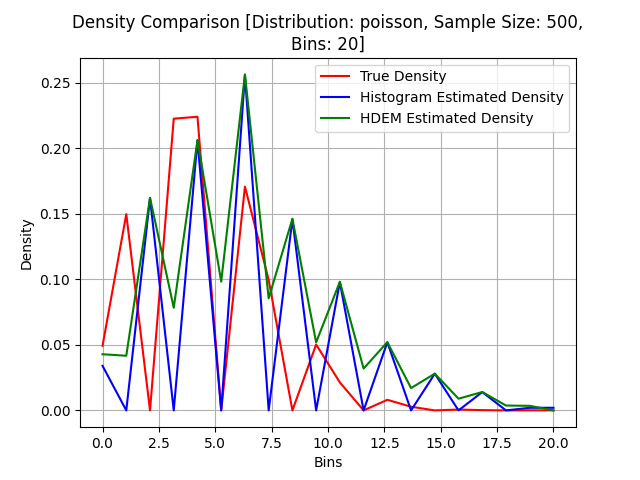 Density Comparison [Distribution: poisson, Sample Size: 500,
Bins: 20]
True Density
Histogram Estimated Density
HDEM Estimated Density
Density
0.25
0.20
0.15
0.10
0.05
0.00
0.0 2.5 5.0 7.5 10.0 12.5 15.0 17.5 20.0
Bins